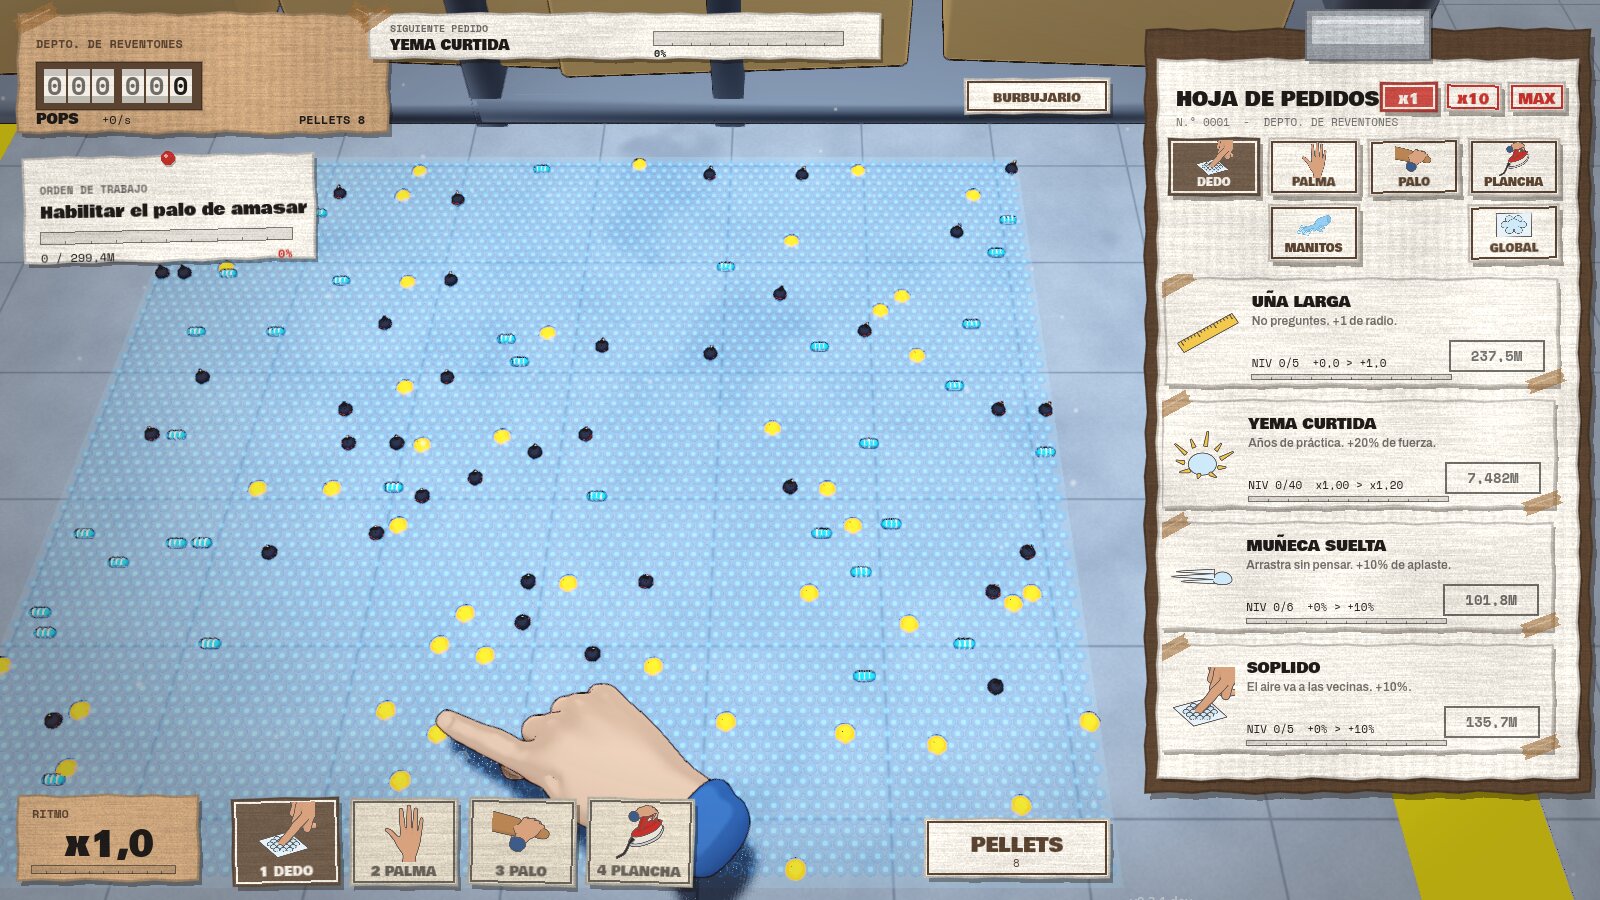 DEPTO. DE REVENTONES
000000
POPS +0/s PELLETS 8
SIGUIENTE PEDIDO
YEMA CURTIDA
0%
BURBUJARIO
ORDEN DE TRABAJO
Habilitar el palo de amasar
0 / 299,4M 0%
HOJA DE PEDIDOS x1 x10 MAX
N.° 0001 - DEPTO. DE REVENTONES
DEDO PALMA PALO PLANCHA
MANITOS GLOBAL
UÑA LARGA
No preguntes. +1 de radio.
NIV 0/5 +0,0 > +1,0 237,5M
YEMA CURTIDA
Años de práctica. +20% de fuerza.
NIV 0/40 x1,00 > x1,20 7,482M
MUÑECA SUELTA
Arrastra sin pensar. +10% de aplaste.
NIV 0/6 +0% > +10% 101,8M
SOPLIDO
El aire va a las vecinas. +10%.
NIV 0/5 +0% > +10% 135,7M
RITMO
x1,0
1 DEDO 2 PALMA 3 PALO 4 PLANCHA
PELLETS
8